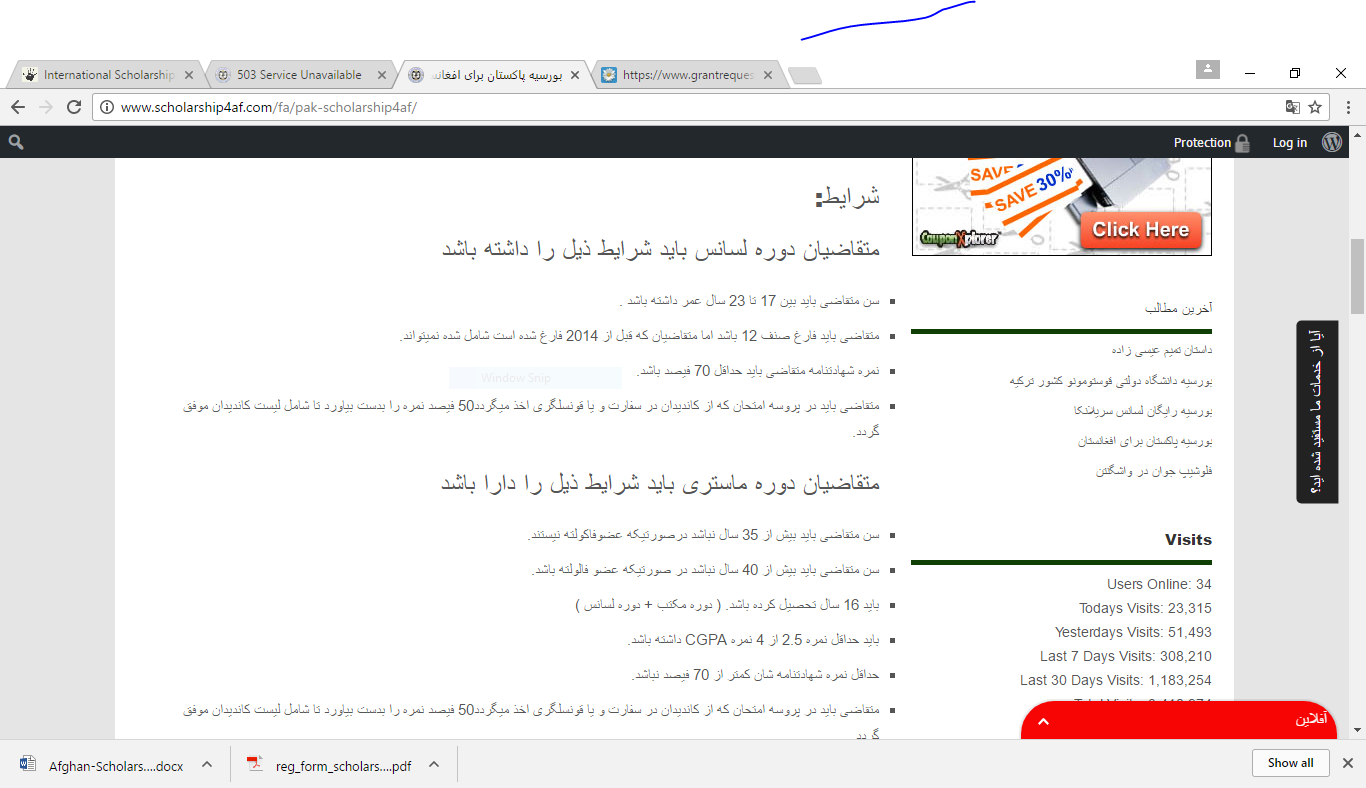 International Scholarship
503 Service Unavailable
بورسیه پاکستان برای افغانه
https://www.grantreques
www.scholarship4af.com/fa/pak-scholarship4af/
Protection
Log in
SAVE
SAVE 30%
CouponXplorer
Click Here
شرایط:
متقاضیان دوره لسانس باید شرایط ذیل را داشته باشد
سن متقاضی باید بین 17 تا 23 سال عمر داشته باشد .
متقاضی باید فارغ صنف 12 باشد اما متقاضیان که قبل از 2014 فارغ شده است شامل شده نمیتواند.
نمره شهادتنامه متقاضی باید حداقل 70 فیصد باشد.
Window Snip
متقاضی باید در پروسه امتحان که از کاندیدان در سفارت و یا قونسلگری اخذ میگردد50 فیصد نمره را بدست بیاورد تا شامل لیست کاندیدان موفق
گردد.
متقاضیان دوره ماستری باید شرایط ذیل را دارا باشد
سن متقاضی باید بیش از 35 سال نباشد درصورتیکه عضوفاکولته نیستند.
سن متقاضی باید بیش از 40 سال نباشد در صورتیکه عضو فالولته باشد.
باید 16 سال تحصیل کرده باشد. ( دوره مکتب + دوره لسانس )
باید حداقل نمره 2.5 از 4 نمره CGPA داشته باشد.
حداقل نمره شهادتنامه شان کمتر از 70 فیصد نباشد.
متقاضی باید در پروسه امتحان که از کاندیدان در سفارت و یا قونسلگری اخذ میگردد50 فیصد نمره را بدست بیاورد تا شامل لیست کاندیدان موفق
گردد.
آخرین مطالب
داستان تمیم عیسی زاده
بورسیه دانشگاه دولتی قوستومونو کشور ترکیه
بورسیه رایگان لسانس سریلانکا
بورسیه پاکستان برای افغانستان
فلوشیپ جوان در واشگتتن
Visits
Users Online: 34
Todays Visits: 23,315
Yesterdays Visits: 51,493
Last 7 Days Visits: 308,210
Last 30 Days Visits: 1,183,254
آیا از خدمات ما مستفید شده اید؟
آفلاین
Afghan-Scholars....docx
reg_form_scholars....pdf
Show all